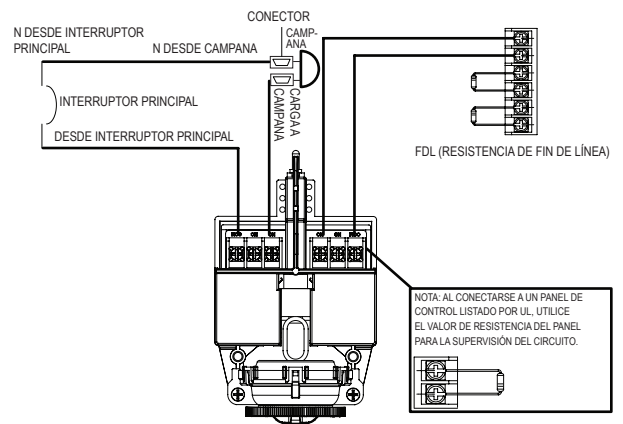 CONECTOR
N DESDE INTERRUPTOR
PRINCIPAL
N DESDE CAMPANA
CAMP-
ANA
INTERRUPTOR PRINCIPAL
CARGA A
CAMPANA
DESDE INTERRUPTOR PRINCIPAL
FDL (RESISTENCIA DE FIN DE LÍNEA)
NOTA: AL CONECTARSE A UN PANEL DE
CONTROL LISTADO POR UL, UTILICE
EL VALOR DE RESISTENCIA DEL PANEL
PARA LA SUPERVISIÓN DEL CIRCUITO.